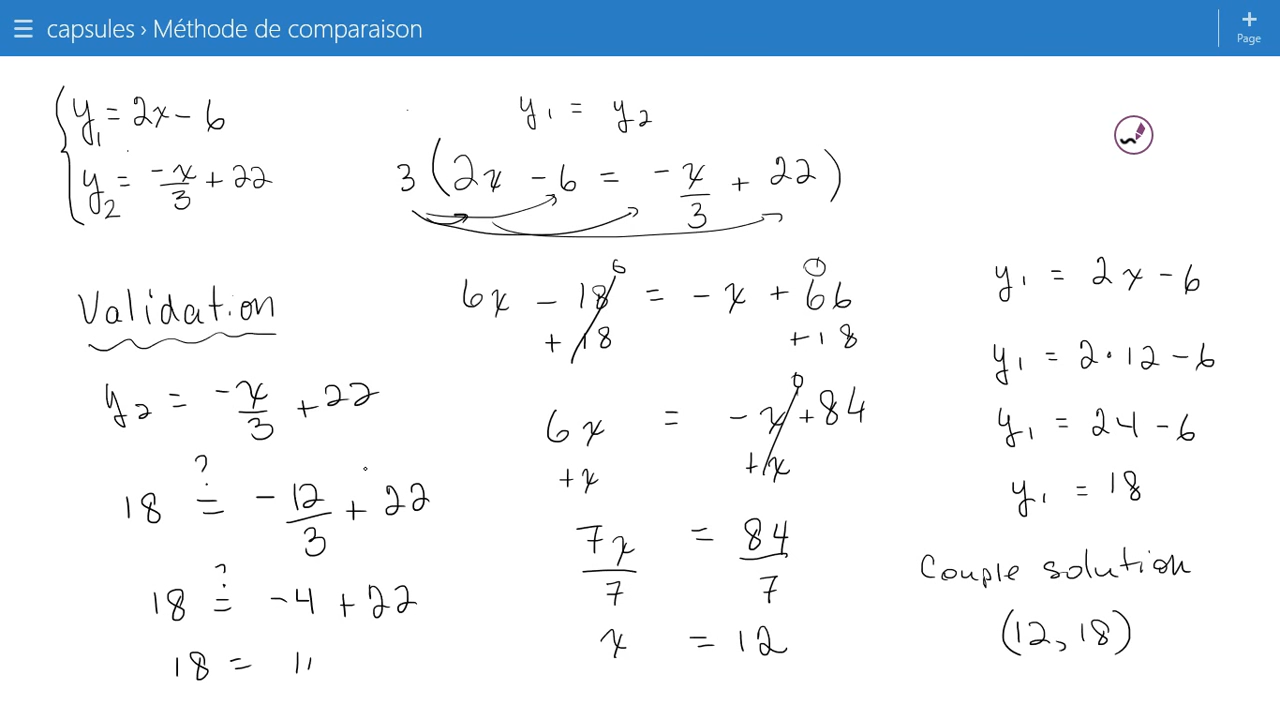 capsules › Méthode de comparaison
+
Page
y₁ = 2x - 6
y₂ = -x/3 + 22
y₁ = y₂
3(2x - 6 = -x/3 + 22)
6x - 18 = -x + 66
+ 18 +18
0 0
6x = -x + 84
+x +x
0
7x/7 = 84/7
x = 12
Validation
y₂ = -x/3 + 22
18 ?= -12/3 + 22
18 ?= -4 + 22
18 =
y₁ = 2x - 6
y₁ = 2 · 12 - 6
y₁ = 24 - 6
y₁ = 18
Couple solution
(12, 18)